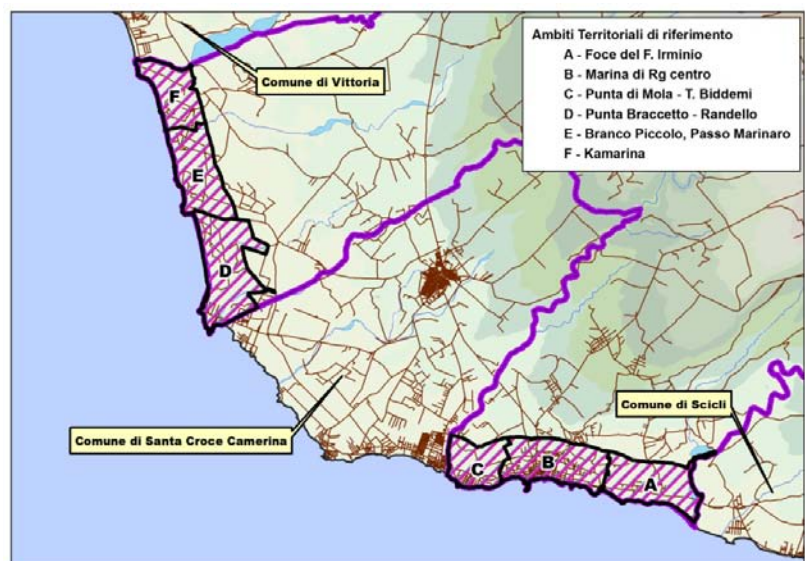 Ambiti Territoriali di riferimento
A - Foce del F. Irminio
B - Marina di Rg centro
C - Punta di Mola - T. Biddemi
D - Punta Braccetto - Randello
E - Branco Piccolo, Passo Marinaro
F - Kamarina
Comune di Vittoria
F
E
D
Comune di Scicli
Comune di Santa Croce Camerina
C
B
A